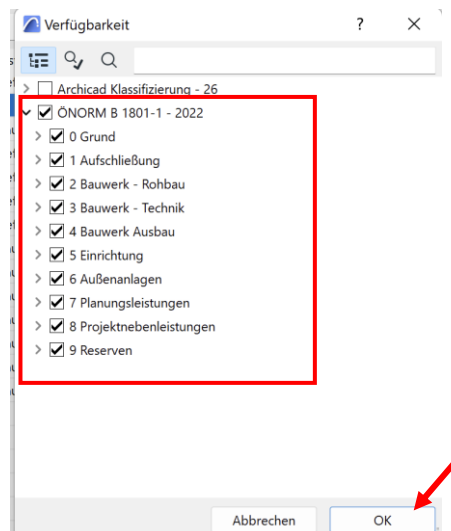 Verfügbarkeit
Archicad Klassifizierung - 26
ÖNORM B 1801-1 - 2022
0 Grund
1 Aufschließung
2 Bauwerk - Rohbau
3 Bauwerk - Technik
4 Bauwerk Ausbau
5 Einrichtung
6 Außenanlagen
7 Planungsleistungen
8 Projektnebenleistungen
9 Reserven
Abbrechen OK